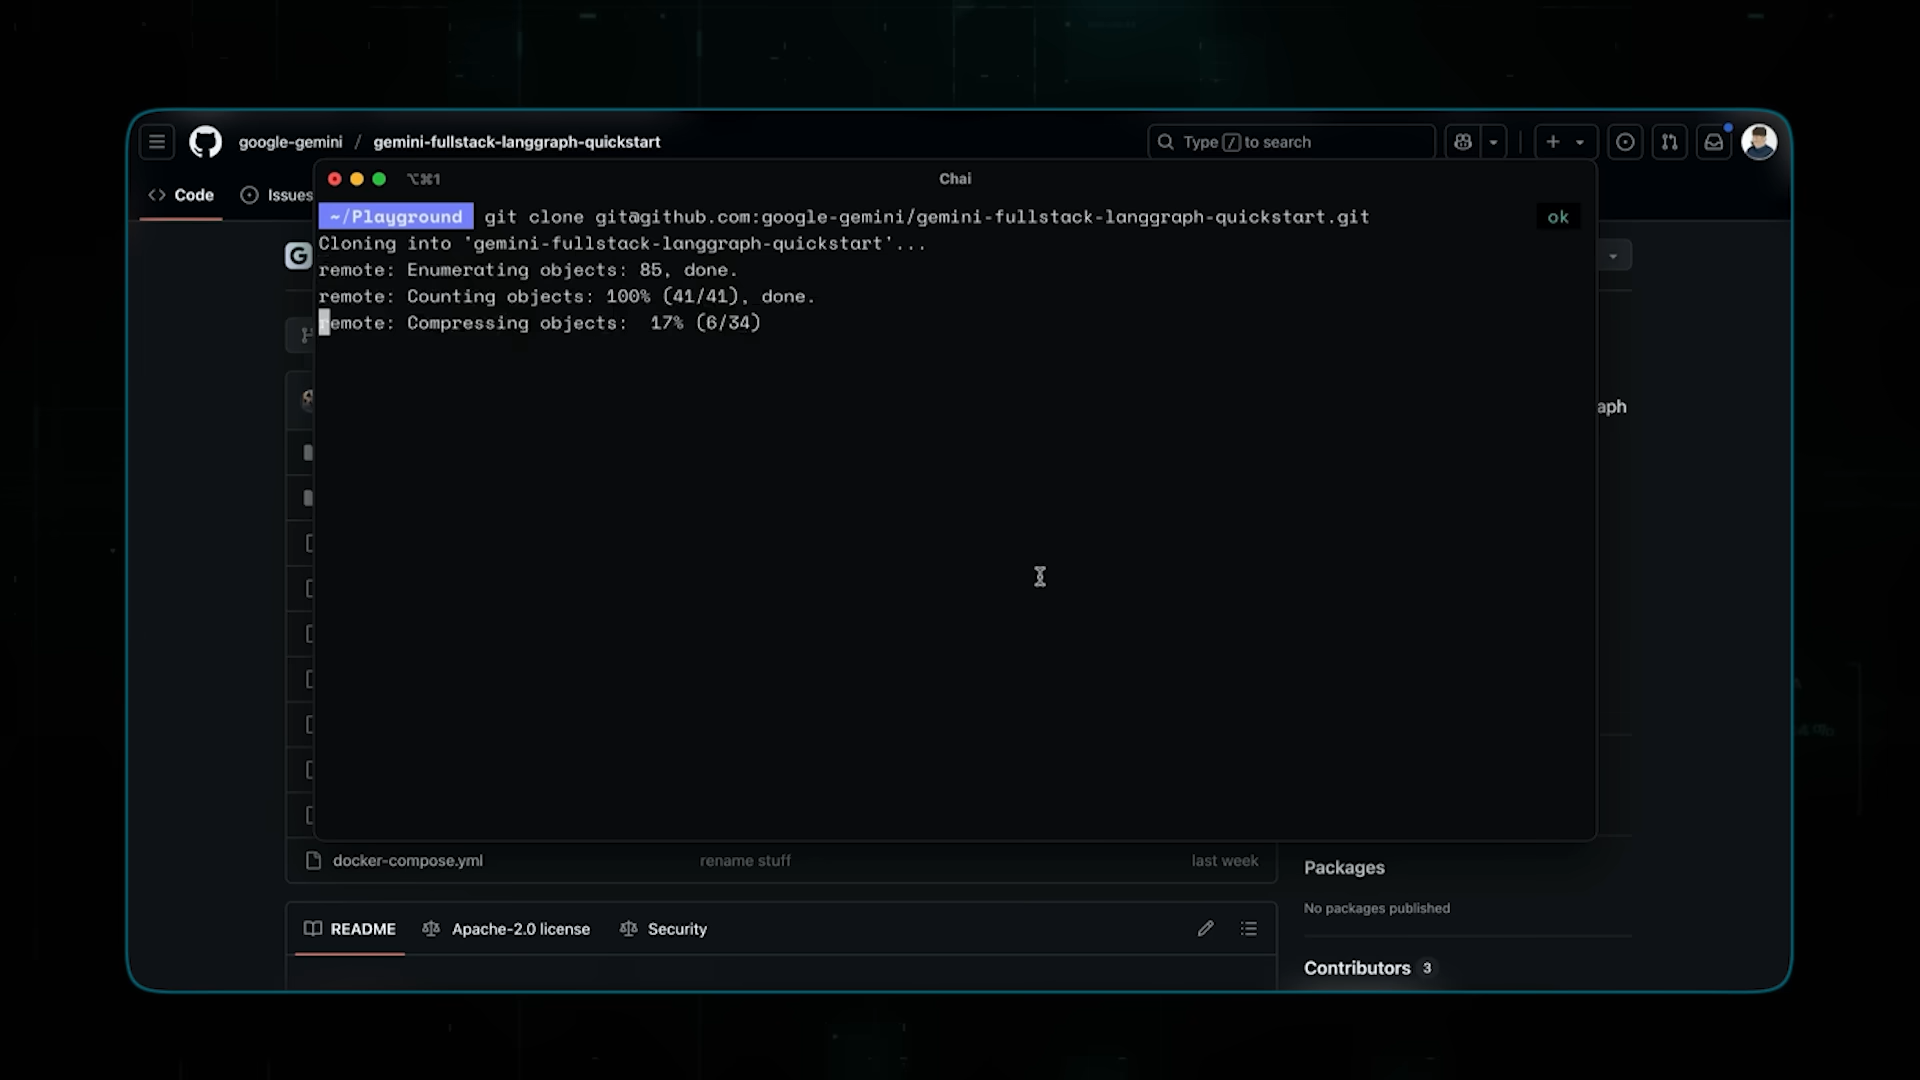 google-gemini / gemini-fullstack-langgraph-quickstart
Type / to search
Code
Issues
⌥⌘1
Chai
~/Playground git clone git@github.com:google-gemini/gemini-fullstack-langgraph-quickstart.git
ok
Cloning into 'gemini-fullstack-langgraph-quickstart'...
remote: Enumerating objects: 85, done.
remote: Counting objects: 100% (41/41), done.
remote: Compressing objects:  17% (6/34)
aph
docker-compose.yml
rename stuff
last week
Packages
No packages published
README
Apache-2.0 license
Security
Contributors 3